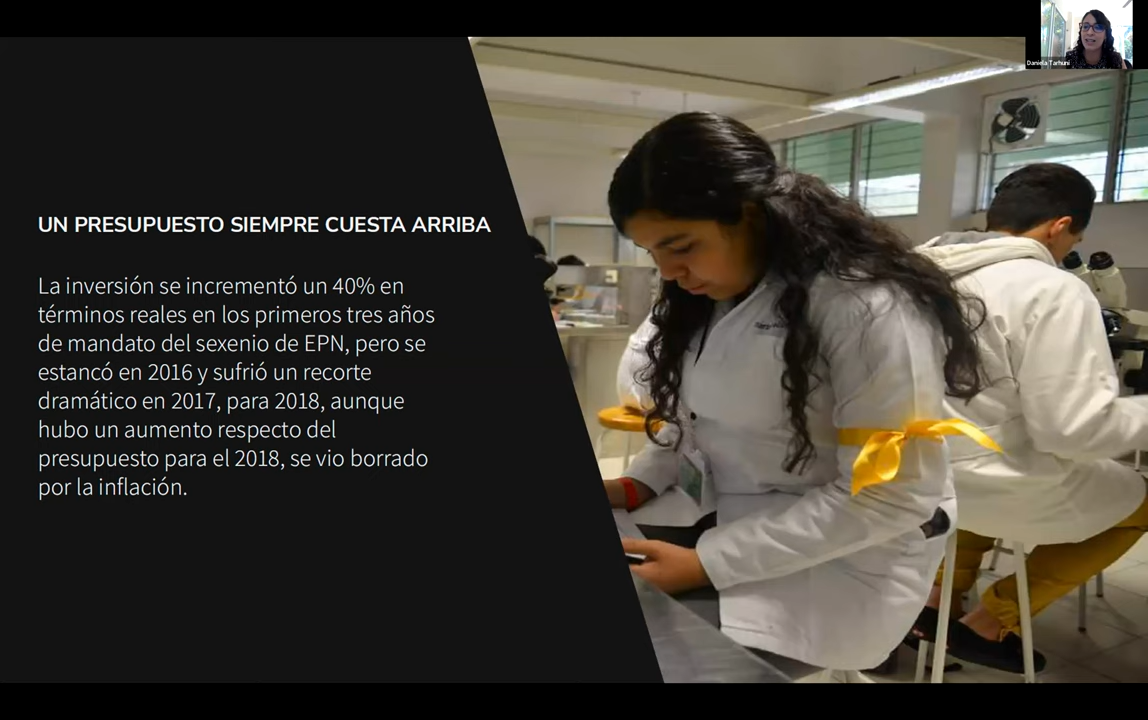 Daniela Tarhuni
UN PRESUPUESTO SIEMPRE CUESTA ARRIBA
La inversión se incrementó un 40% en
términos reales en los primeros tres años
de mandato del sexenio de EPN, pero se
estancó en 2016 y sufrió un recorte
dramático en 2017, para 2018, aunque
hubo un aumento respecto del
presupuesto para el 2018, se vio borrado
por la inflación.